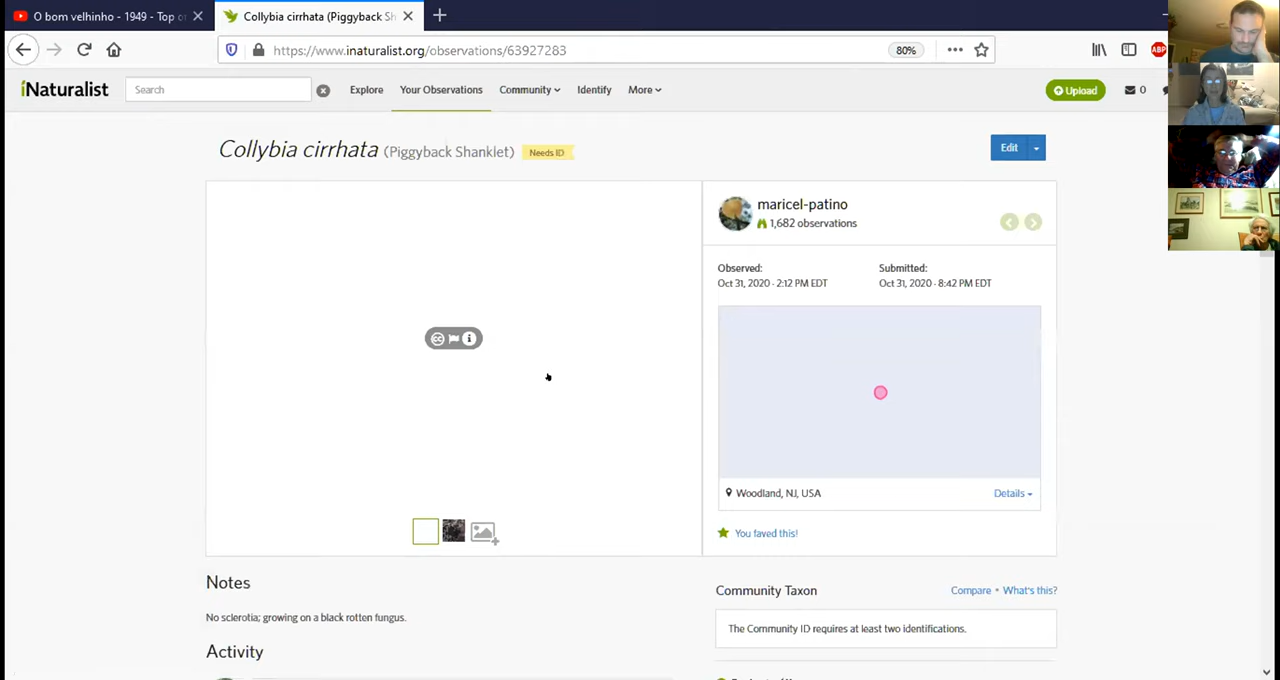 O bom velhinho - 1949 - Top o
Collybia cirrhata (Piggyback Sh
https://www.inaturalist.org/observations/63927283
80%
ABP
iNaturalist
Search
Explore
Your Observations
Community
Identify
More
Upload
0
Collybia cirrhata (Piggyback Shanklet)
Needs ID
Edit
maricel-patino
1,682 observations
Observed:
Oct 31, 2020 · 2:12 PM EDT
Submitted:
Oct 31, 2020 · 8:42 PM EDT
cc
Woodland, NJ, USA
Details
You faved this!
Notes
No sclerotia; growing on a black rotten fungus.
Activity
Community Taxon
Compare · What's this?
The Community ID requires at least two identifications.